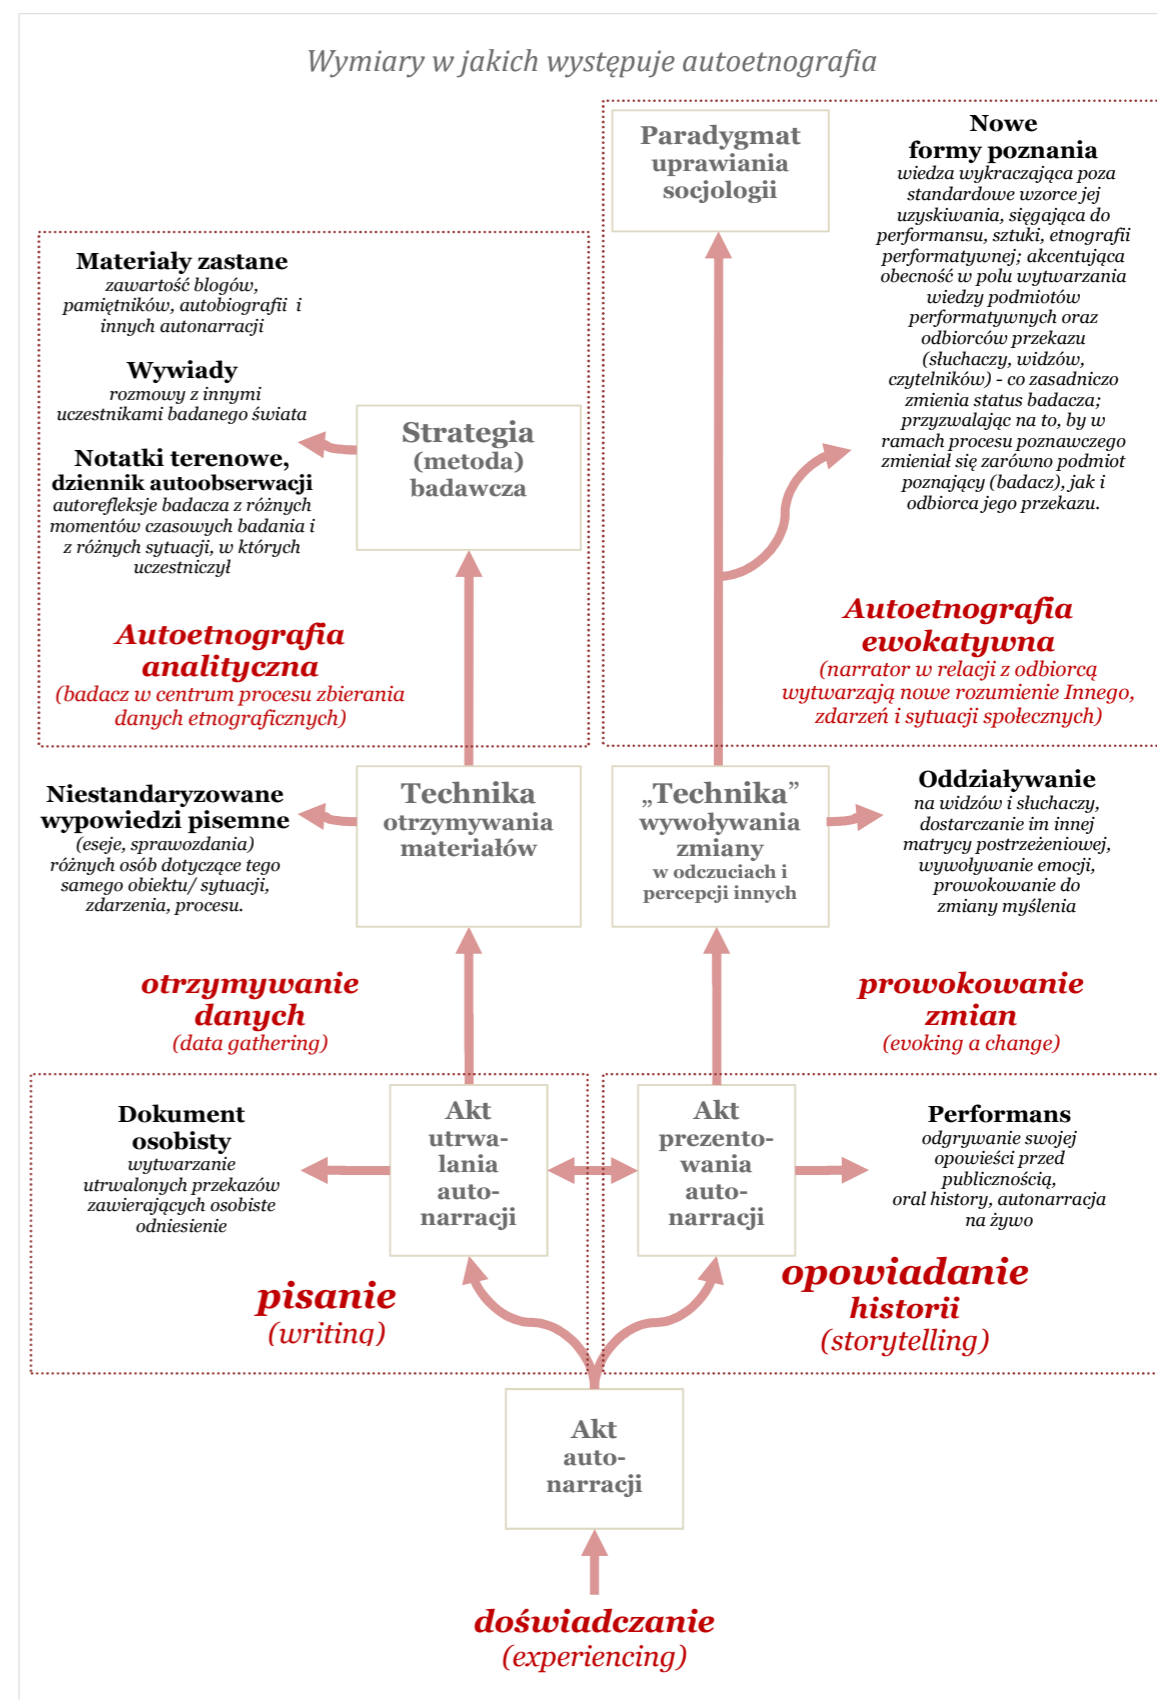 Wymiary w jakich występuje autoetnografia
Paradygmat
uprawiania
socjologii
Nowe
formy poznania
wiedza wykraczająca poza
standardowe wzorce jej
uzyskiwania, sięgająca do
performansu, sztuki, etnografii
performatywnej; akcentująca
obecność w polu wytwarzania
wiedzy podmiotów
performatywnych oraz
odbiorców przekazu
(słuchaczy, widzów,
czytelników) - co zasadniczo
zmienia status badacza;
przyzwalając na to, by w
ramach procesu poznawczego
zmieniał się zarówno podmiot
poznający (badacz), jak i
odbiorca jego przekazu.
Materiały zastane
zawartość blogów,
pamiętników, autobiografii i
innych autonarracji
Wywiady
rozmowy z innymi
uczestnikami badanego świata
Notatki terenowe,
dziennik autoobserwacji
autorefleksje badacza z różnych
momentów czasowych badania i
z różnych sytuacji, w których
uczestniczył
Strategia
(metoda)
badawcza
Autoetnografia
analityczna
(badacz w centrum procesu zbierania
danych etnograficznych)
Autoetnografia
ewokatywna
(narrator w relacji z odbiorcą
wytwarzają nowe rozumienie Innego,
zdarzeń i sytuacji społecznych)
Niestandaryzowane
wypowiedzi pisemne
(eseje, sprawozdania)
różnych osób dotyczące tego
samego obiektu/ sytuacji,
zdarzenia, procesu.
Technika
otrzymywania
materiałów
„Technika”
wywoływania
zmiany
w odczuciach i
percepcji innych
Oddziaływanie
na widzów i słuchaczy,
dostarczanie im innej
matrycy postrzeżeniowej,
wywoływanie emocji,
prowokowanie do
zmiany myślenia
otrzymywanie
danych
(data gathering)
prowokowanie
zmian
(evoking a change)
Dokument
osobisty
wytwarzanie
utrwalonych przekazów
zawierających osobiste
odniesienie
Akt
utrwa-
lania
auto-
narracji
Akt
prezento-
wania
auto-
narracji
Performans
odgrywanie swojej
opowieści przed
publicznością,
oral history, autonarracja
na żywo
pisanie
(writing)
opowiadanie
historii
(storytelling)
Akt
auto-
narracji
doświadczanie
(experiencing)